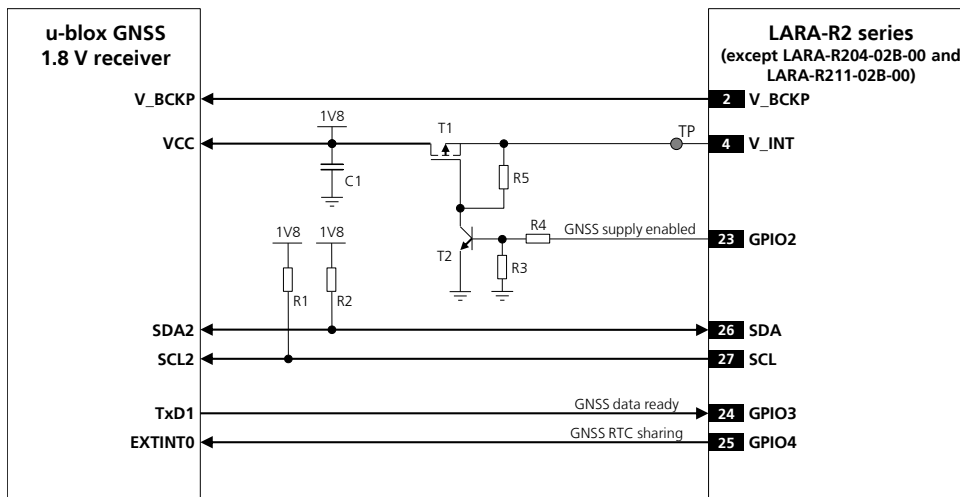 u-blox GNSS
1.8 V receiver
LARA-R2 series
(except LARA-R204-02B-00 and
LARA-R211-02B-00)
V_BCKP
2
V_BCKP
1V8
T1
TP
VCC
4
V_INT
C1
R5
1V8
1V8
R4
GNSS supply enabled
23
GPIO2
T2
R3
R1
R2
SDA2
26
SDA
SCL2
27
SCL
TxD1
GNSS data ready
24
GPIO3
EXTINT0
GNSS RTC sharing
25
GPIO4